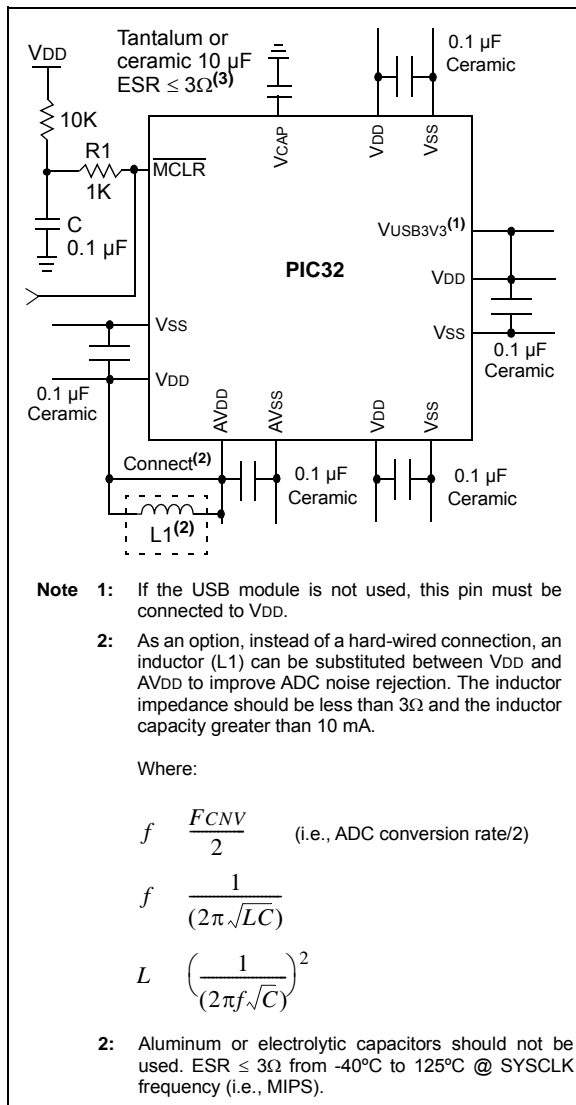 VDD
Tantalum or
ceramic 10 µF
ESR ≤ 3Ω(3)
0.1 µF
Ceramic
10K
R1
1K
MCLR
VCAP
VDD
VSS
C
0.1 µF
VUSB3V3(1)
PIC32
VDD
VSS
VSS
VDD
0.1 µF
Ceramic
0.1 µF
Ceramic
AVDD
AVSS
VDD
VSS
Connect(2)
0.1 µF
Ceramic
0.1 µF
Ceramic
L1(2)
Note 1: If the USB module is not used, this pin must be
connected to VDD.
2: As an option, instead of a hard-wired connection, an
inductor (L1) can be substituted between VDD and
AVDD to improve ADC noise rejection. The inductor
impedance should be less than 3Ω and the inductor
capacity greater than 10 mA.
Where:
f FCNV/2 (i.e., ADC conversion rate/2)
f 1/(2π√LC)
L (1/(2πf√C))²
2: Aluminum or electrolytic capacitors should not be
used. ESR ≤ 3Ω from -40ºC to 125ºC @ SYSCLK
frequency (i.e., MIPS).